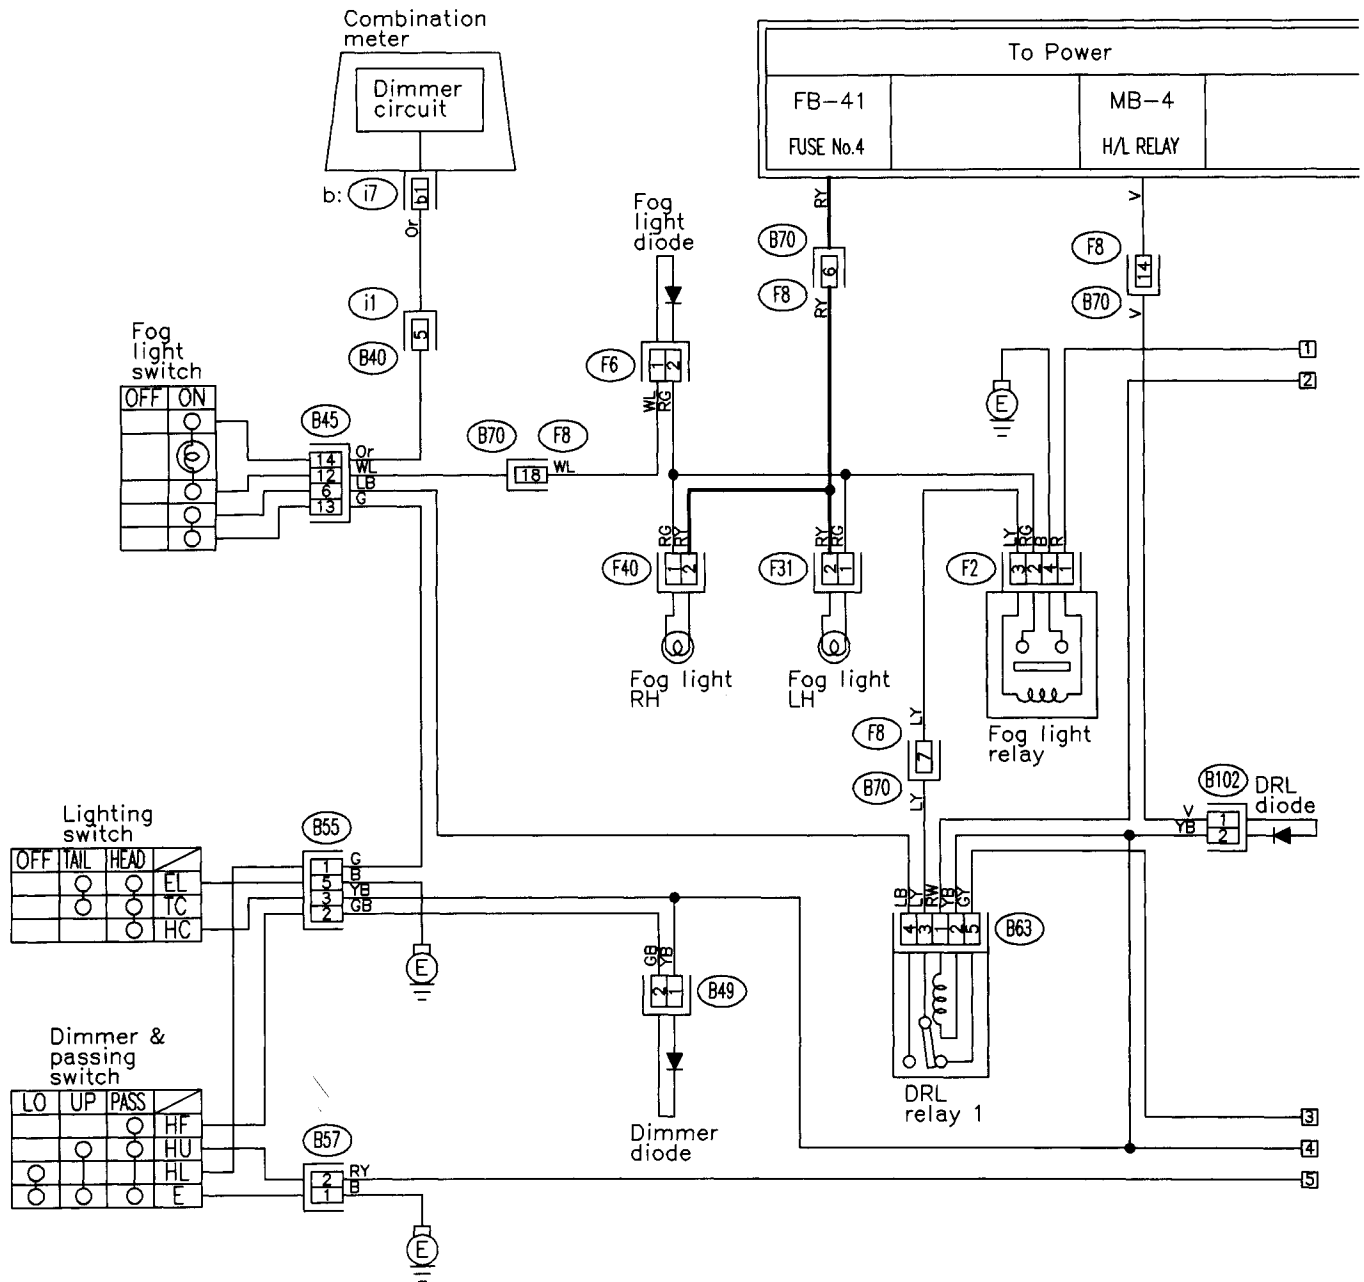 Combination
meter
Dimmer
circuit
b: i7
b1
Or
i1
5
B40
To Power
FB-41
FUSE No.4
MB-4
H/L RELAY
RY
B70
6
F8
RY
V
F8
14
B70
V
Fog
light
diode
F6
1 2
WL
RG
1
2
E
Fog
light
switch
OFF ON
B45
14
12
6
13
Or
WL
LB
G
B70
F8
18
WL
RG
RY
F40
1 2
Fog light
RH
RY
RG
F31
2 1
Fog light
LH
LY
RG
B
R
F2
3 2 4 1
Fog light
relay
LY
F8
7
B70
LY
B102
DRL
diode
V
YB
1
2
Lighting
switch
OFF TAIL HEAD
EL
TC
HC
B55
1
5
3
2
G
B
YB
GB
E
GB
YB
2 1
B49
Dimmer
diode
LB
LY
RW
YB
GY
4 3 1 2 5
B63
DRL
relay 1
Dimmer &
passing
switch
LO UP PASS
HF
HU
HL
E
B57
2
1
RY
B
E
3
4
5